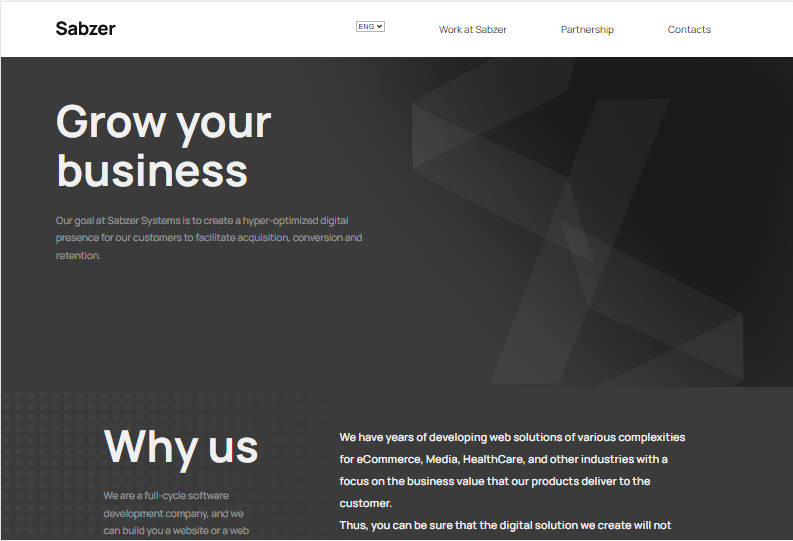 Sabzer
ENG
Work at Sabzer
Partnership
Contacts
Grow your
business
Our goal at Sabzer Systems is to create a hyper-optimized digital
presence for our customers to facilitate acquisition, conversion and
retention.
Why us
We are a full-cycle software
development company, and we
can build you a website or a web
We have years of developing web solutions of various complexities
for eCommerce, Media, HealthCare, and other industries with a
focus on the business value that our products deliver to the
customer.
Thus, you can be sure that the digital solution we create will not